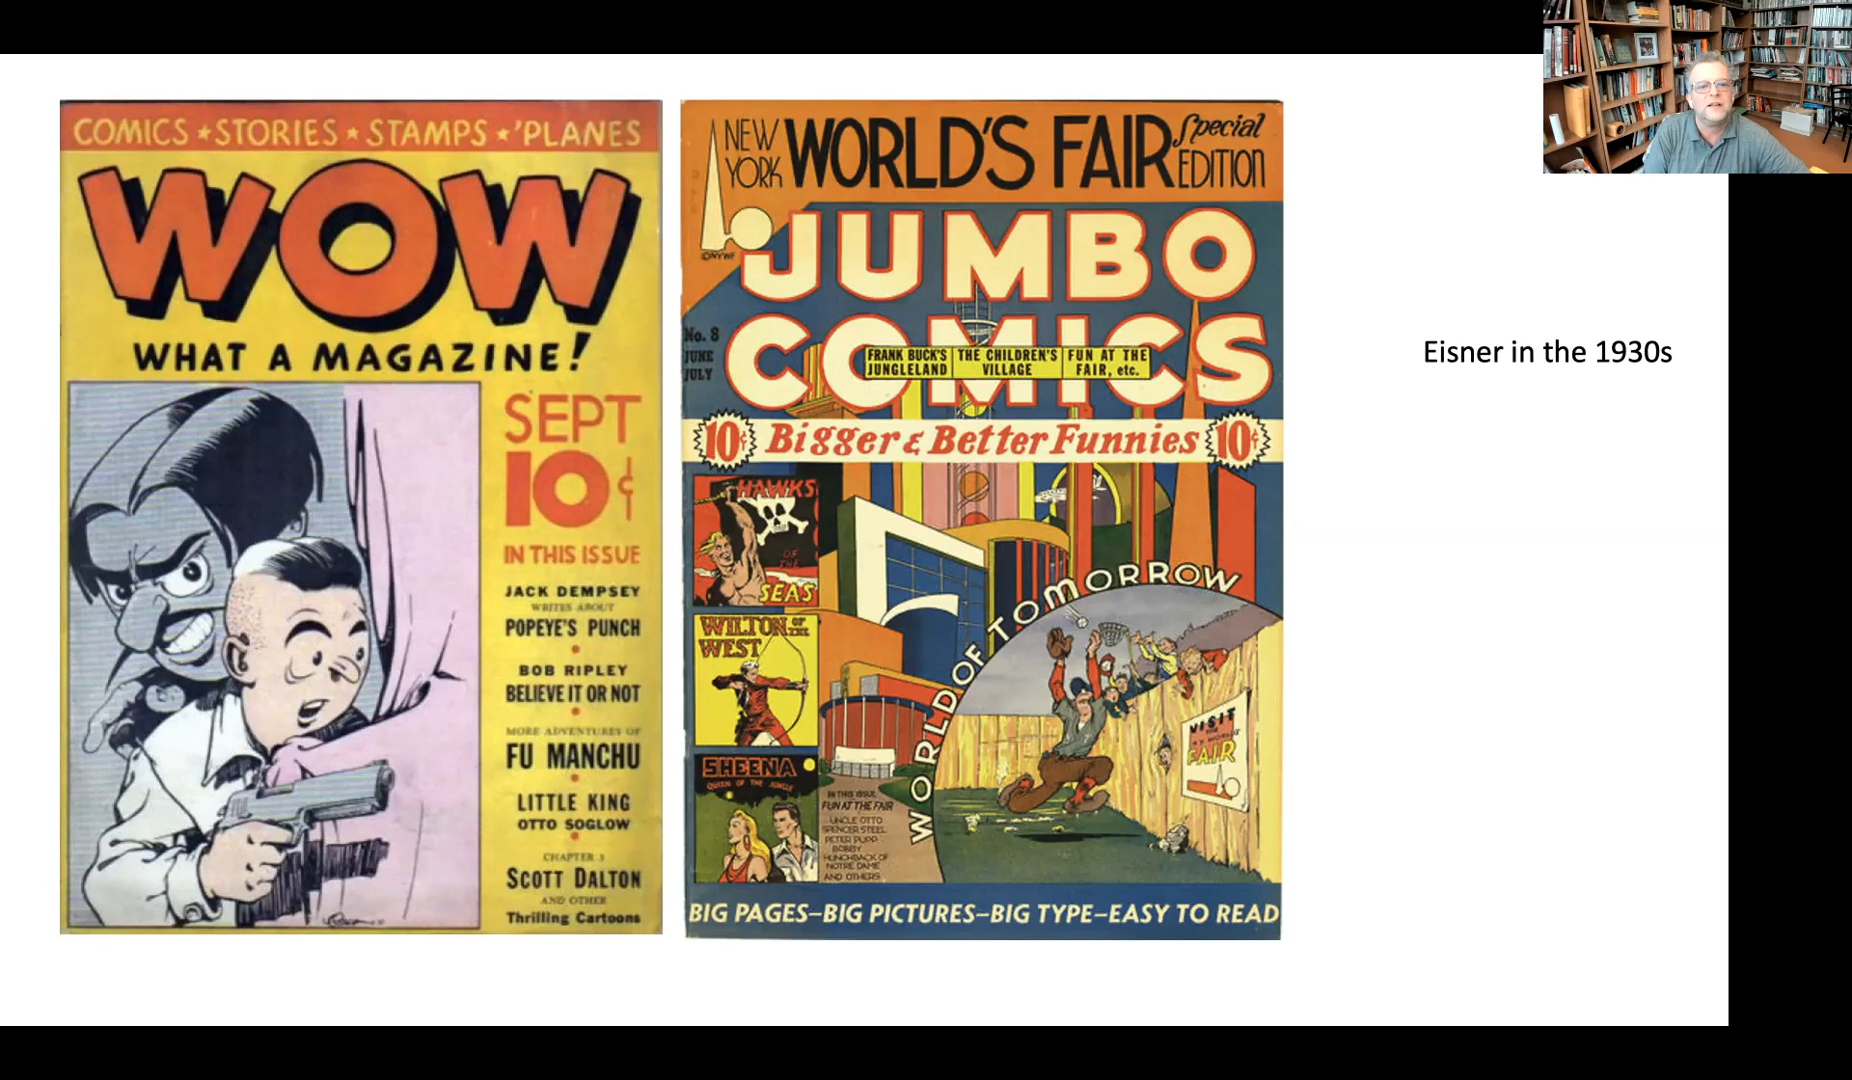 COMICS ★ STORIES ★ STAMPS ★ 'PLANES
WOW
WHAT A MAGAZINE!
SEPT
10¢
IN THIS ISSUE
JACK DEMPSEY
WRITES ABOUT
POPEYE'S PUNCH
BOB RIPLEY
BELIEVE IT OR NOT
MORE ADVENTURES OF
FU MANCHU
LITTLE KING
OTTO SOGLOW
CHAPTER 3
SCOTT DALTON
AND OTHER
Thrilling Cartoons
NEW YORK WORLD'S FAIR Special EDITION
JUMBO
COMICS
No. 8
JUNE
JULY
FRANK BUCK'S JUNGLELAND
THE CHILDREN'S VILLAGE
FUN AT THE FAIR, etc.
10¢ Bigger & Better Funnies 10¢
HAWKS
OF THE
SEAS
WILTON OF THE
WEST
SHEENA
QUEEN OF THE JUNGLE
WORLD OF TOMORROW
VISIT
FAIR
IN THIS ISSUE
FUN AT THE FAIR
UNCLE OTTO
SPENCER STEEL
PETER PUPP
BOBBY
HUNCHBACK OF
NOTRE DAME
AND OTHERS
BIG PAGES–BIG PICTURES–BIG TYPE–EASY TO READ
Eisner in the 1930s